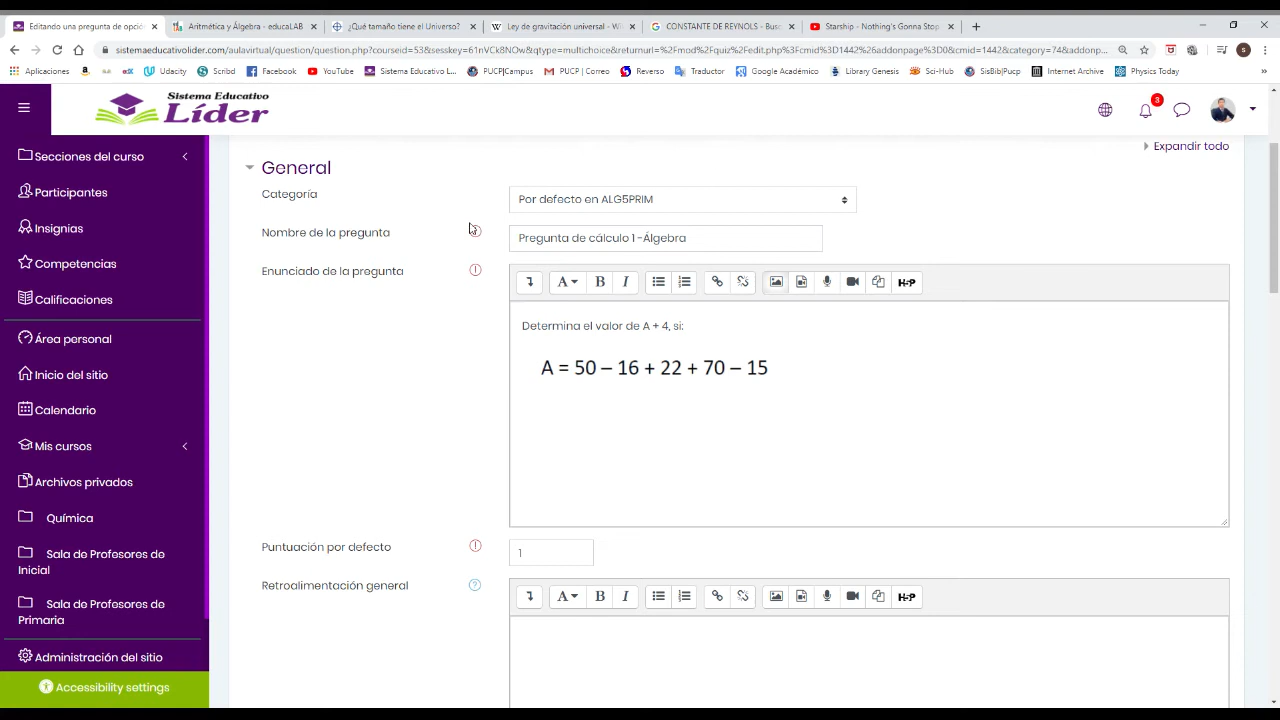 Editando una pregunta de opció
Aritmética y Álgebra - educaLAB
¿Qué tamaño tiene el Universo?
Ley de gravitación universal - Wi
CONSTANTE DE REYNOLS - Bus
Starship - Nothing's Gonna Stop
sistemaeducativolider.com/aulavirtual/question/question.php?courseid=53&sesskey=61nVCk8NOw&qtype=multichoice&returnurl=%2Fmod%2Fquiz%2Fedit.php%3Fcmid%3D1442%26addonpage%3D0&cmid=1442&category=74&addonp...
Aplicaciones
Udacity
Scribd
Facebook
YouTube
Sistema Educativo L...
PUCP|Campus
PUCP | Correo
Reverso
Traductor
Google Académico
Library Genesis
Sci-Hub
SisBib|Pucp
Internet Archive
Physics Today
Sistema Educativo
Líder
3
Secciones del curso
Participantes
Insignias
Competencias
Calificaciones
Área personal
Inicio del sitio
Calendario
Mis cursos
Archivos privados
Química
Sala de Profesores de
Inicial
Sala de Profesores de
Primaria
Administración del sitio
Accessibility settings
Expandir todo
General
Categoría
Por defecto en ALG5PRIM
Nombre de la pregunta
Pregunta de cálculo 1 -Álgebra
Enunciado de la pregunta
A B I
H-P
Determina el valor de A + 4, si:
A = 50 – 16 + 22 + 70 – 15
Puntuación por defecto
1
Retroalimentación general
A B I
H-P